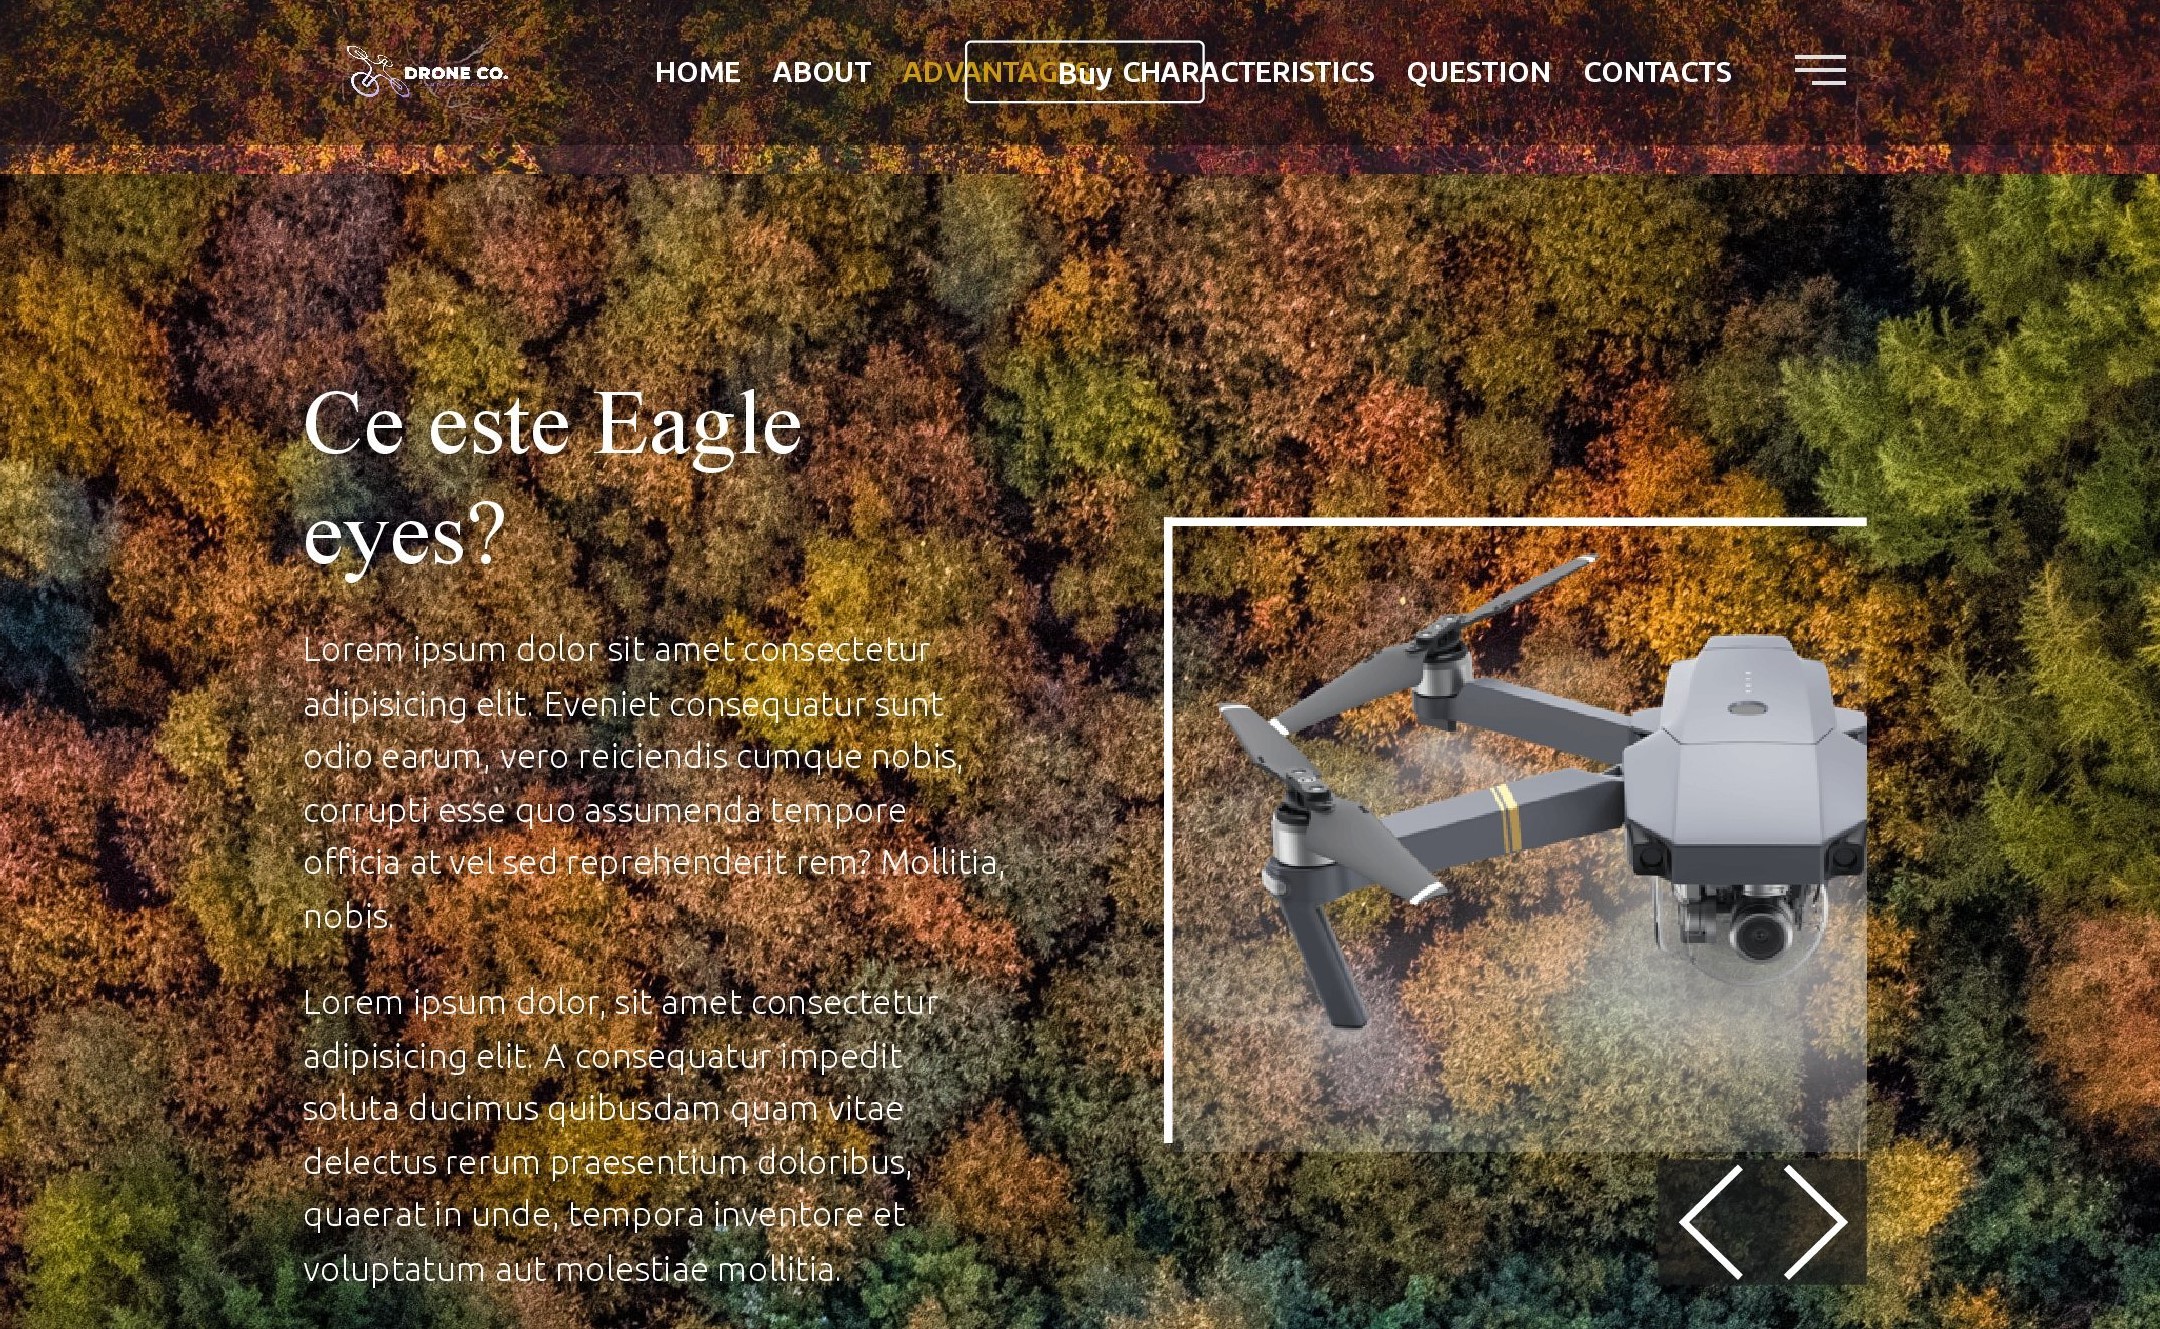 DRONE CO.
HOME ABOUT ADVANTAGES Buy CHARACTERISTICS QUESTION CONTACTS
Ce este Eagle
eyes?
Lorem ipsum dolor sit amet consectetur
adipisicing elit. Eveniet consequatur sunt
odio earum, vero reiciendis cumque nobis,
corrupti esse quo assumenda tempore
officia at vel sed reprehenderit rem? Mollitia,
nobis.
Lorem ipsum dolor, sit amet consectetur
adipisicing elit. A consequatur impedit
soluta ducimus quibusdam quam vitae
delectus rerum praesentium doloribus,
quaerat in unde, tempora inventore et
voluptatum aut molestiae mollitia.